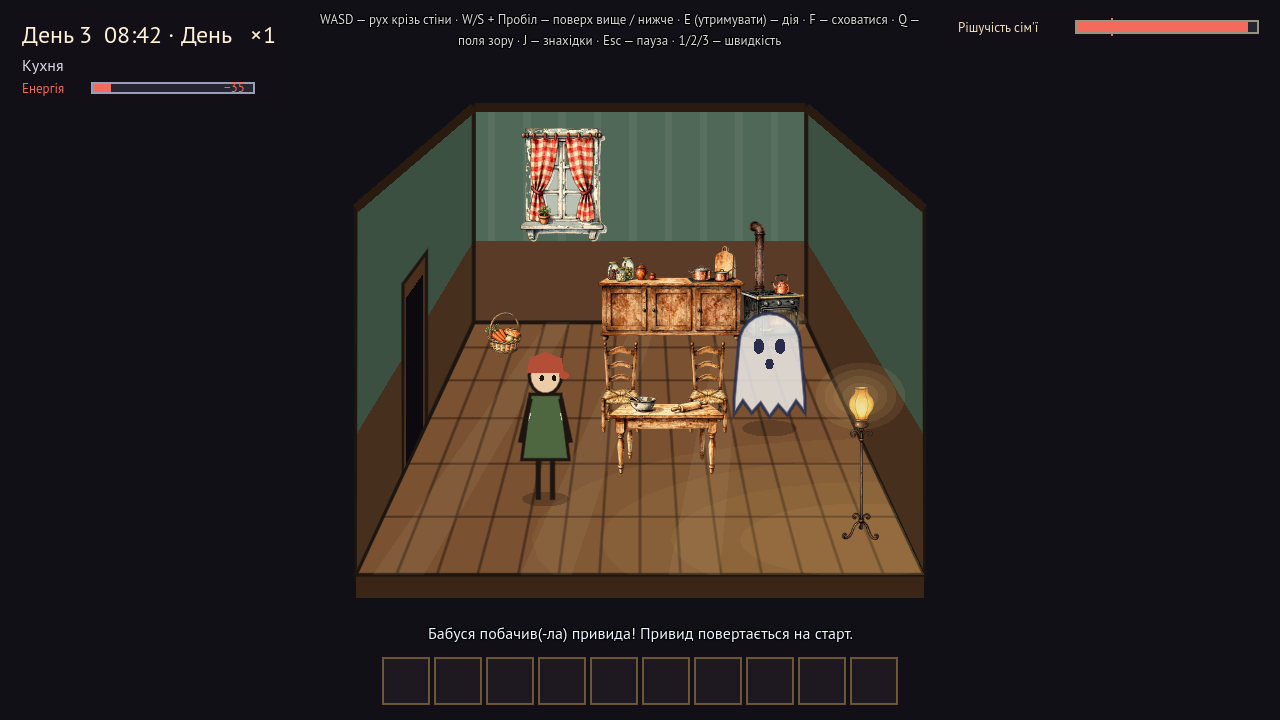 День 3 08:42 · День ×1
Кухня
Енергія
−35
WASD — рух крізь стіни · W/S + Пробіл — поверх вище / нижче · E (утримувати) — дія · F — сховатися · Q —
поля зору · J — знахідки · Esc — пауза · 1/2/3 — швидкість
Рішучість сім'ї
Бабуся побачив(-ла) привида! Привид повертається на старт.